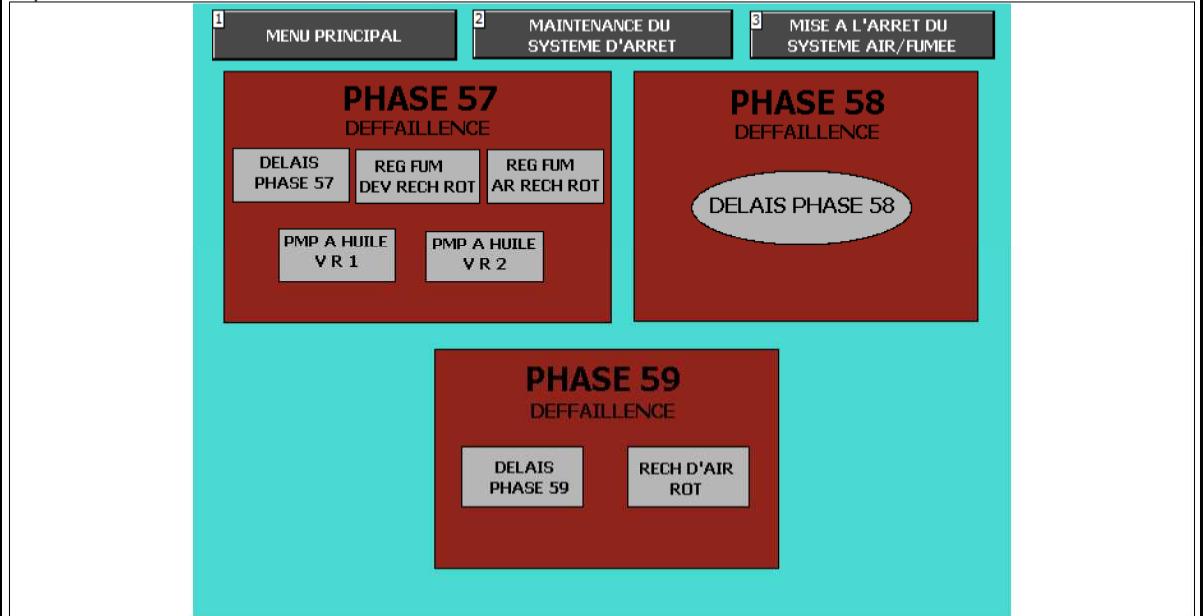 1
MENU PRINCIPAL
2
MAINTENANCE DU
SYSTEME D'ARRET
3
MISE A L'ARRET DU
SYSTEME AIR/FUMEE
PHASE 57
DEFFAILLENCE
DELAIS
PHASE 57
REG FUM
DEV RECH ROT
REG FUM
AR RECH ROT
PMP A HUILE
V R 1
PMP A HUILE
V R 2
PHASE 58
DEFFAILLENCE
DELAIS PHASE 58
PHASE 59
DEFFAILLENCE
DELAIS
PHASE 59
RECH D'AIR
ROT